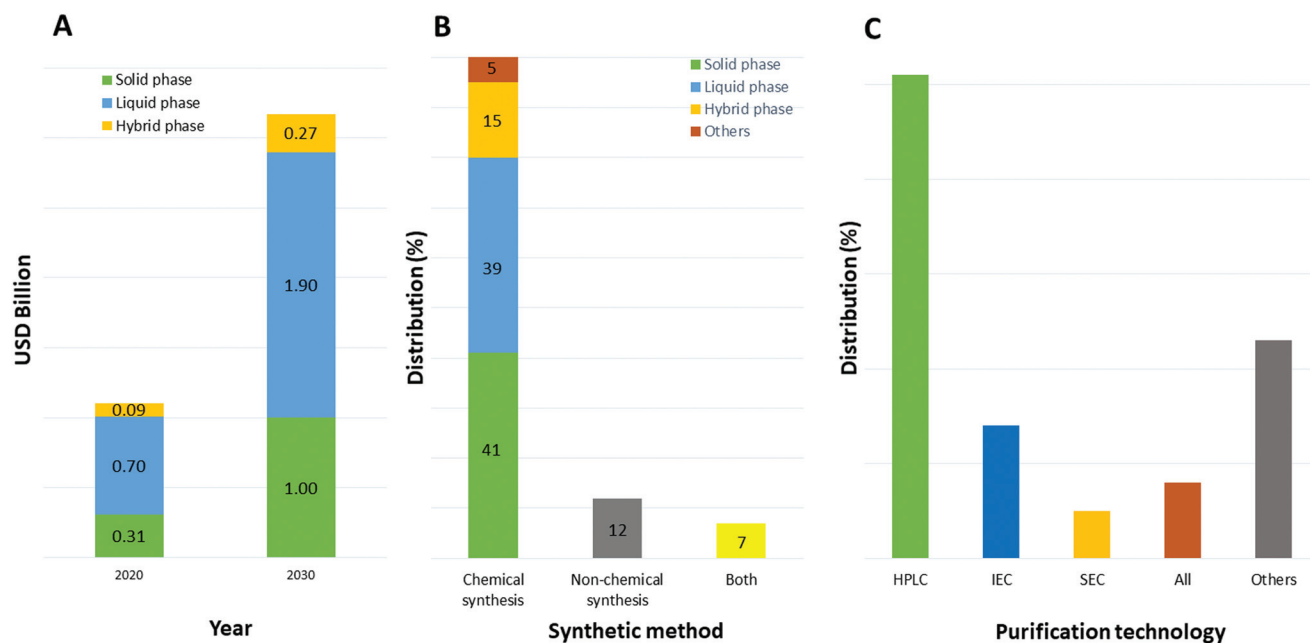 A
Solid phase
Liquid phase
Hybrid phase
USD Billion
0.09
0.70
0.31
0.27
1.90
1.00
2020
2030
Year
B
Solid phase
Liquid phase
Hybrid phase
Others
Distribution (%)
5
15
39
41
12
7
Chemical
synthesis
Non-chemical
synthesis
Both
Synthetic method
C
Distribution (%)
HPLC
IEC
SEC
All
Others
Purification technology